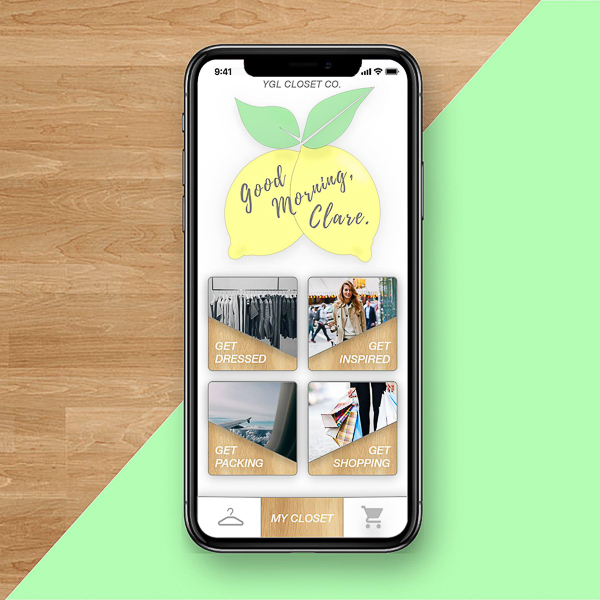 9:41
YGL CLOSET CO.
Good
Morning,
Clare.
GET
DRESSED
GET
INSPIRED
GET
PACKING
GET
SHOPPING
MY CLOSET